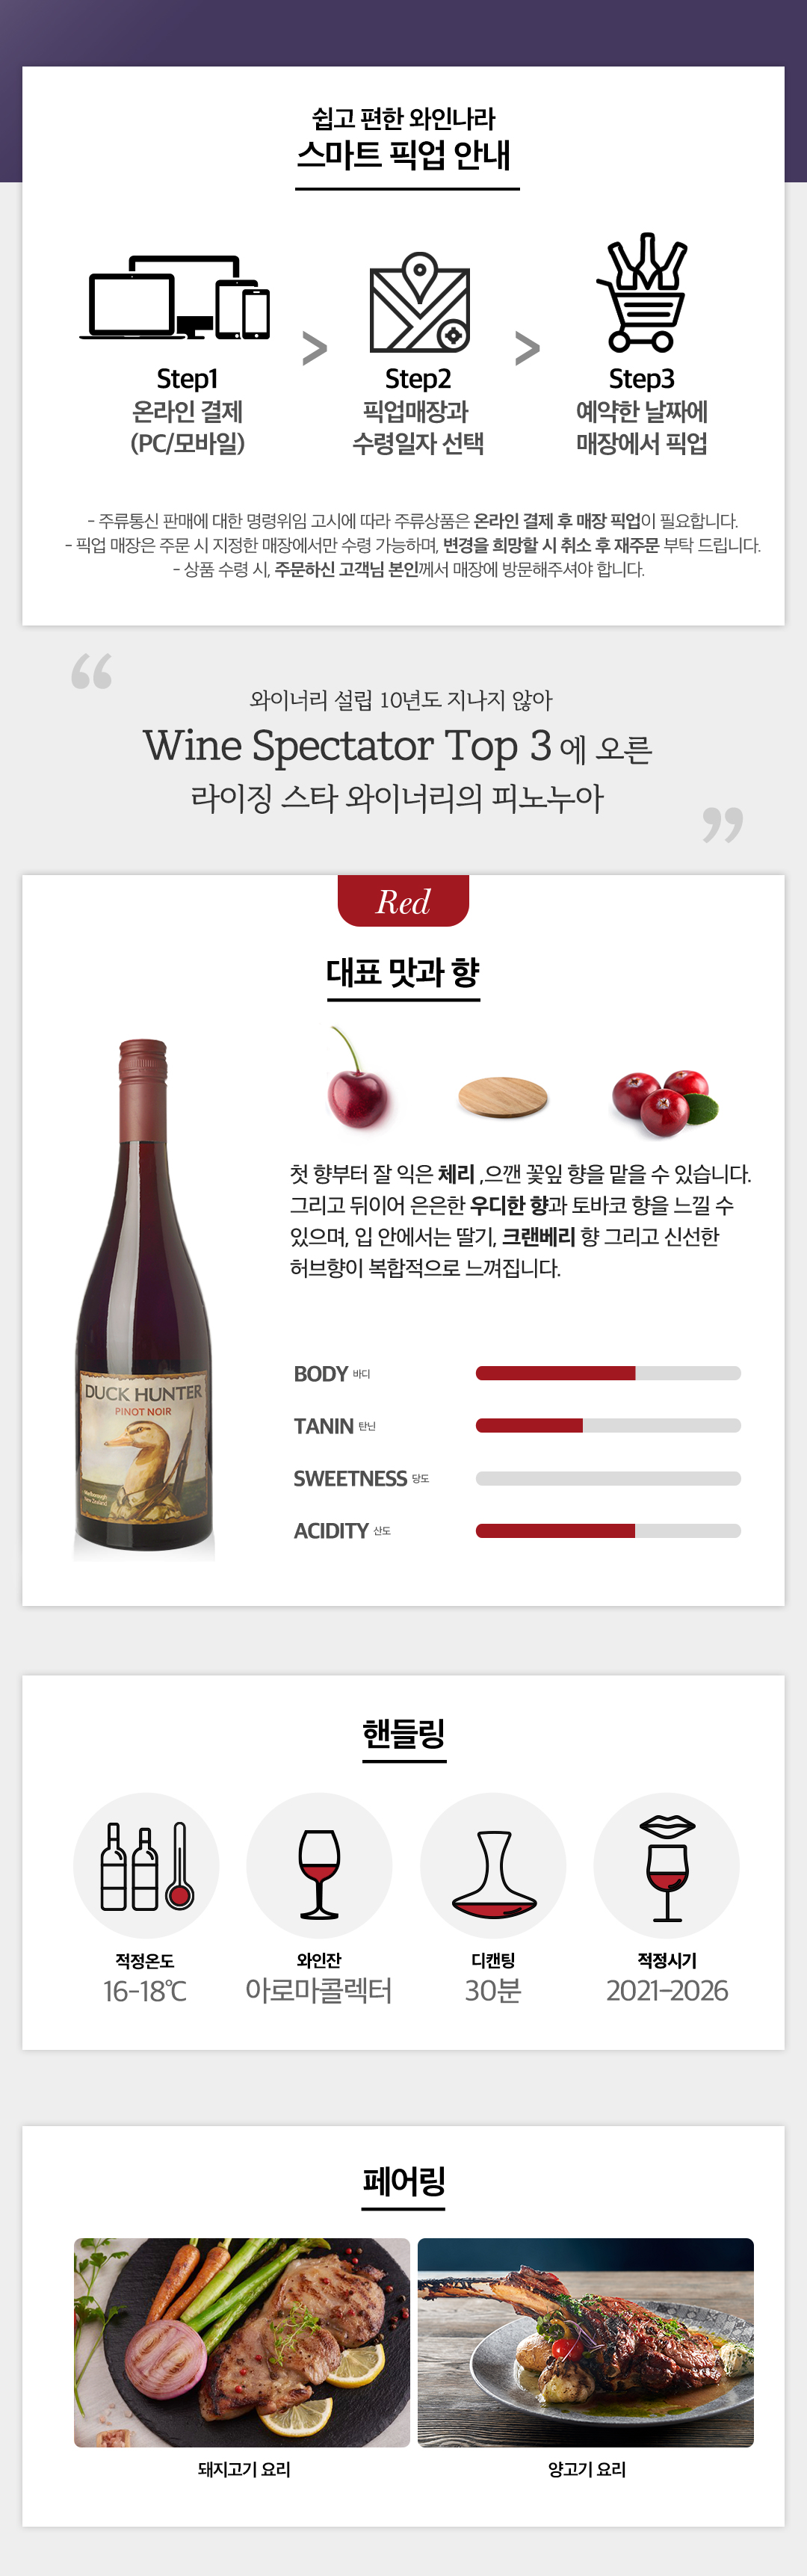 쉽고 편한 와인나라
스마트 픽업 안내
Step1
온라인 결제
(PC/모바일)
>
Step2
픽업매장과
수령일자 선택
>
Step3
예약한 날짜에
매장에서 픽업
- 주류통신 판매에 대한 명령위임 고시에 따라 주류상품은 온라인 결제 후 매장 픽업이 필요합니다.
- 픽업 매장은 주문 시 지정한 매장에서만 수령 가능하며, 변경을 희망할 시 취소 후 재주문 부탁 드립니다.
- 상품 수령 시, 주문하신 고객님 본인께서 매장에 방문해주셔야 합니다.
“
와이너리 설립 10년도 지나지 않아
Wine Spectator Top 3 에 오른
라이징 스타 와이너리의 피노누아
”
Red
대표 맛과 향
첫 향부터 잘 익은 체리 ,으깬 꽃잎 향을 맡을 수 있습니다.
그리고 뒤이어 은은한 우디한 향과 토바코 향을 느낄 수
있으며, 입 안에서는 딸기, 크랜베리 향 그리고 신선한
허브향이 복합적으로 느껴집니다.
DUCK HUNTER
PINOT NOIR
Marlborough
New Zealand
BODY 바디
TANIN 탄닌
SWEETNESS 당도
ACIDITY 산도
핸들링
적정온도
16-18℃
와인잔
아로마콜렉터
디캔팅
30분
적정시기
2021-2026
페어링
돼지고기 요리
양고기 요리